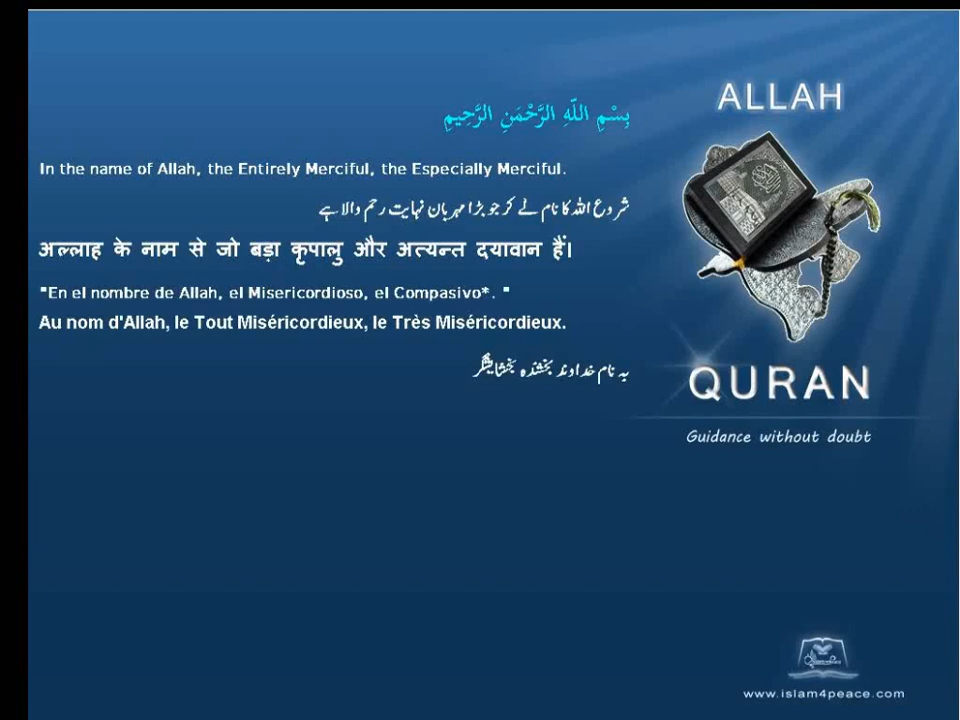 بِسْمِ اللَّهِ الرَّحْمَنِ الرَّحِيمِ
In the name of Allah, the Entirely Merciful, the Especially Merciful.
شروع الله کا نام لے کر جو بڑا مہربان نہایت رحم والا ہے
अल्लाह के नाम से जो बड़ा कृपालु और अत्यन्त दयावान हैं।
"En el nombre de Allah, el Misericordioso, el Compasivo*. "
Au nom d'Allah, le Tout Miséricordieux, le Très Miséricordieux.
به نام خداوند بخشنده بخشایشگر
ALLAH
QURAN
Guidance without doubt
www.islam4peace.com